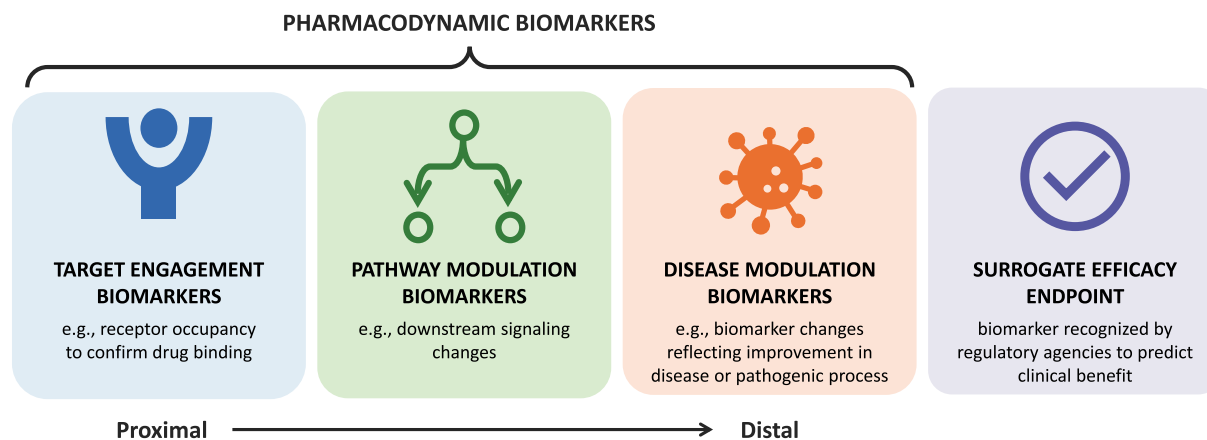 PHARMACODYNAMIC BIOMARKERS
TARGET ENGAGEMENT
BIOMARKERS
e.g., receptor occupancy
to confirm drug binding
PATHWAY MODULATION
BIOMARKERS
e.g., downstream signaling
changes
DISEASE MODULATION
BIOMARKERS
e.g., biomarker changes
reflecting improvement in
disease or pathogenic process
SURROGATE EFFICACY
ENDPOINT
biomarker recognized by
regulatory agencies to predict
clinical benefit
Proximal
Distal